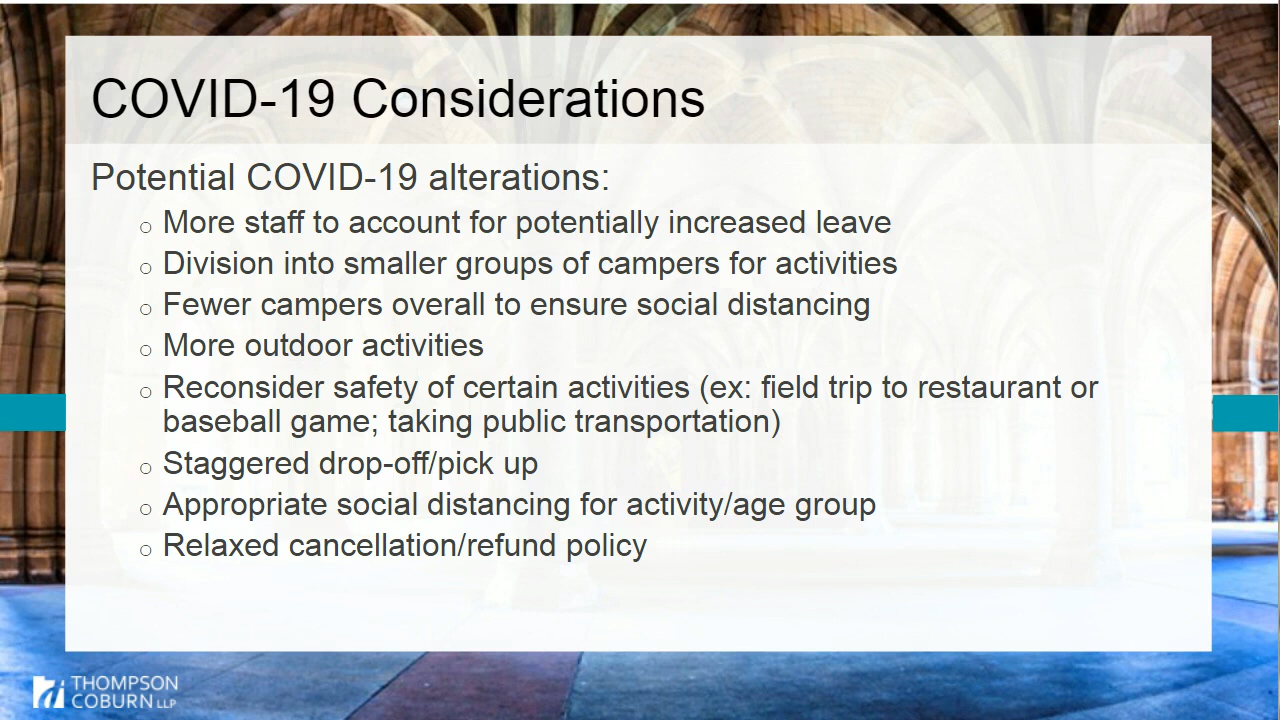 COVID-19 Considerations
Potential COVID-19 alterations:
o More staff to account for potentially increased leave
o Division into smaller groups of campers for activities
o Fewer campers overall to ensure social distancing
o More outdoor activities
o Reconsider safety of certain activities (ex: field trip to restaurant or
baseball game; taking public transportation)
o Staggered drop-off/pick up
o Appropriate social distancing for activity/age group
o Relaxed cancellation/refund policy
THOMPSON
COBURN LLP